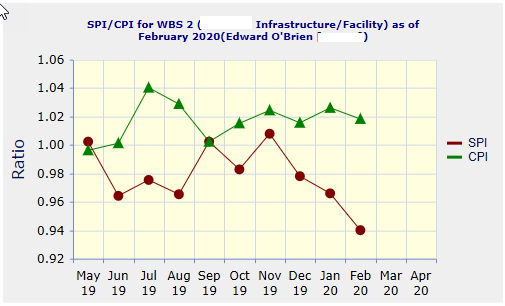 SPI/CPI for WBS 2 ( Infrastructure/Facility) as of
February 2020(Edward O'Brien [ )
1.06
1.04
1.02
1.00
0.98
0.96
0.94
0.92
Ratio
SPI
CPI
May Jun Jul Aug Sep Oct Nov Dec Jan Feb Mar Apr
19 19 19 19 19 19 19 19 20 20 20 20